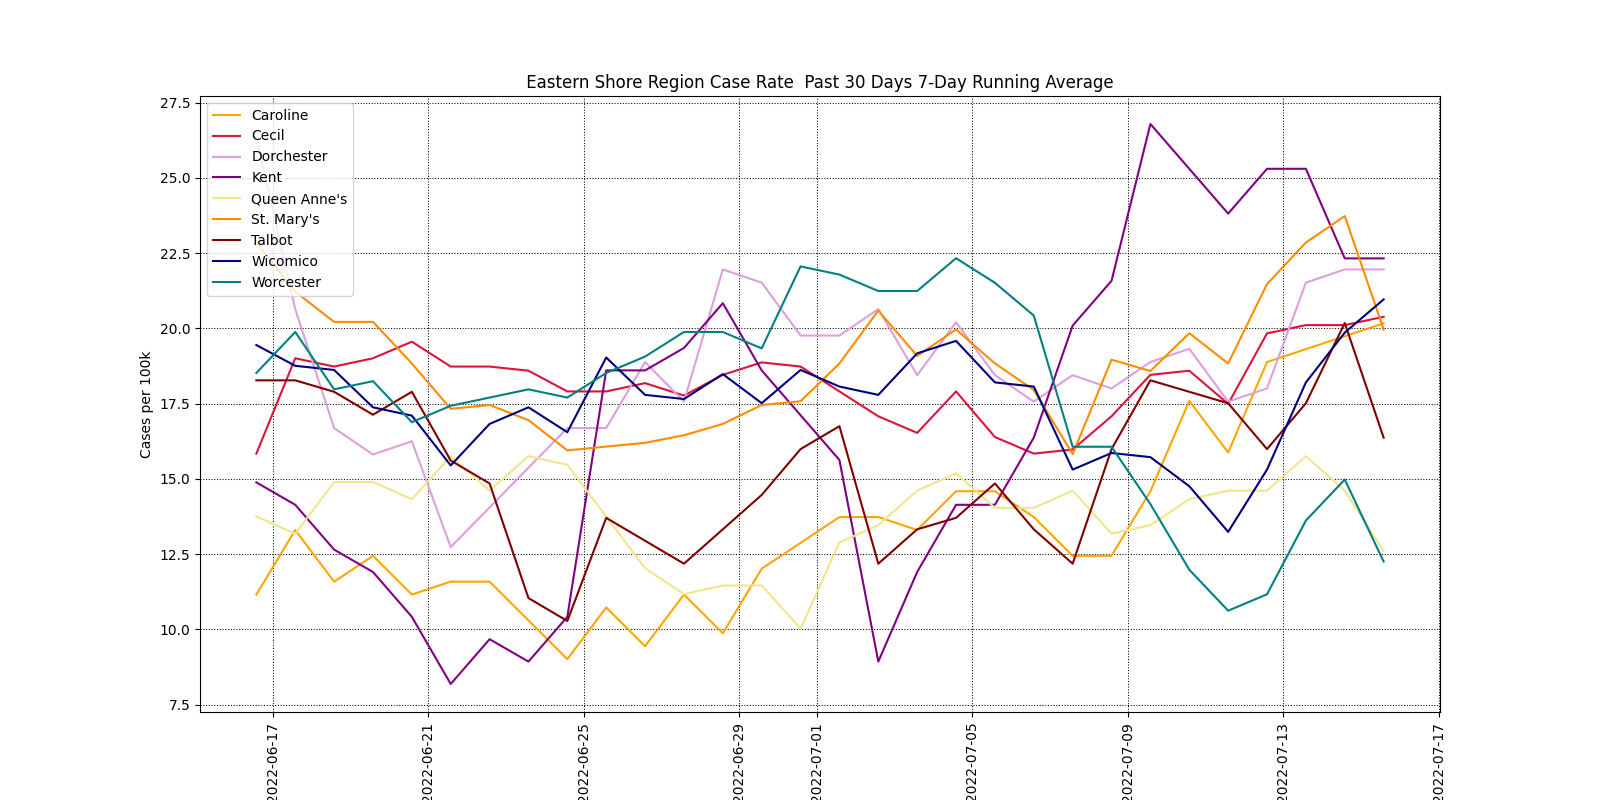 Eastern Shore Region Case Rate  Past 30 Days 7-Day Running Average
27.5
25.0
22.5
20.0
17.5
15.0
12.5
10.0
7.5
Cases per 100k
Caroline
Cecil
Dorchester
Kent
Queen Anne's
St. Mary's
Talbot
Wicomico
Worcester
2022-06-17
2022-06-21
2022-06-25
2022-06-29
2022-07-01
2022-07-05
2022-07-09
2022-07-13
2022-07-17